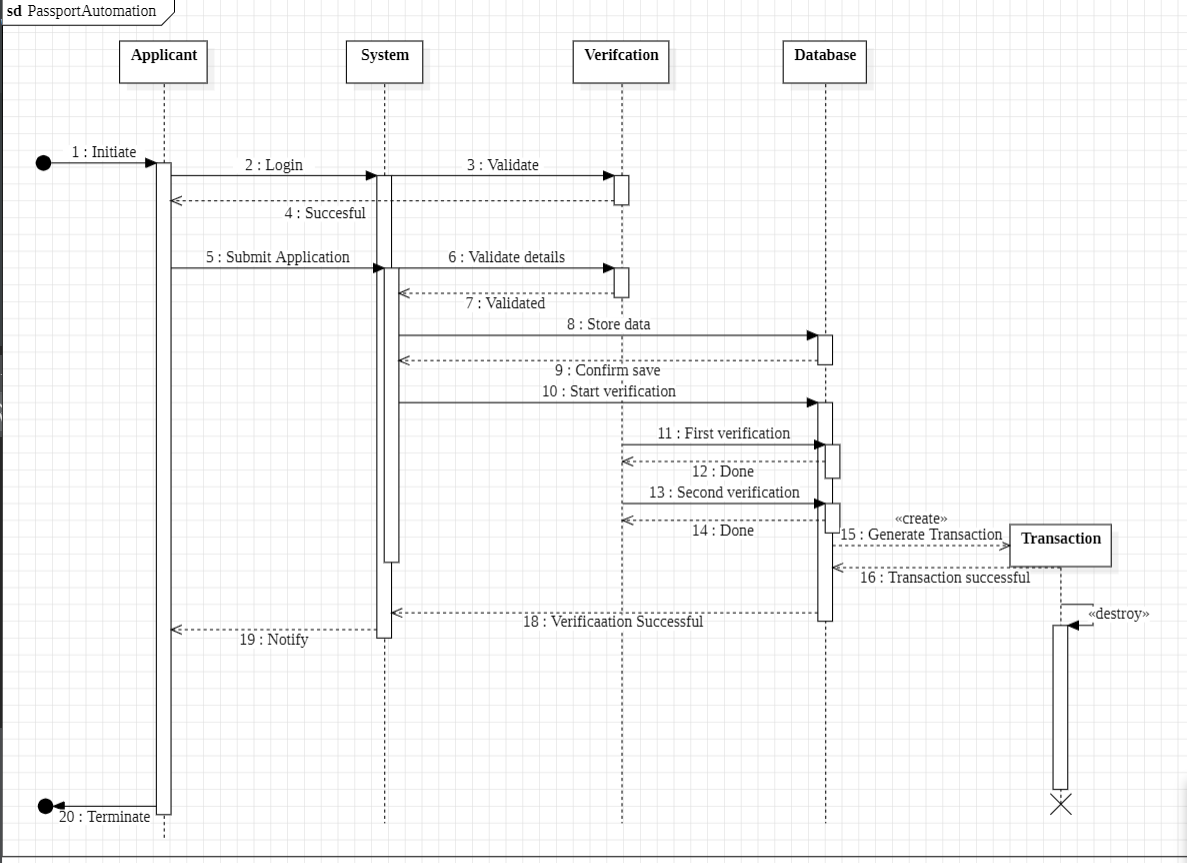 sd PassportAutomation
Applicant
System
Verifcation
Database
1 : Initiate
2 : Login
3 : Validate
4 : Succesful
5 : Submit Application
6 : Validate details
7 : Validated
8 : Store data
9 : Confirm save
10 : Start verification
11 : First verification
12 : Done
13 : Second verification
14 : Done
«create»
15 : Generate Transaction
Transaction
16 : Transaction successful
«destroy»
18 : Verificaation Successful
19 : Notify
20 : Terminate